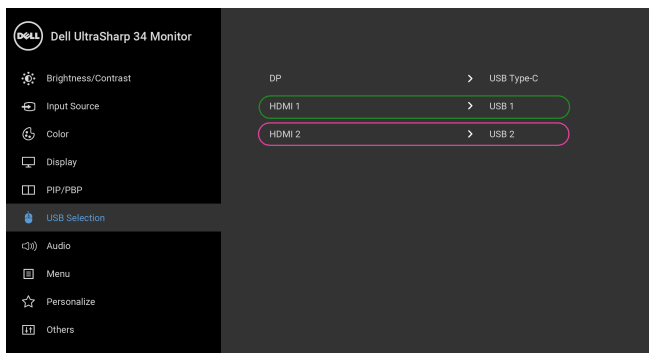 DELL Dell UltraSharp 34 Monitor
Brightness/Contrast DP > USB Type-C
Input Source HDMI 1 > USB 1
Color HDMI 2 > USB 2
Display
PIP/PBP
USB Selection
Audio
Menu
Personalize
Others